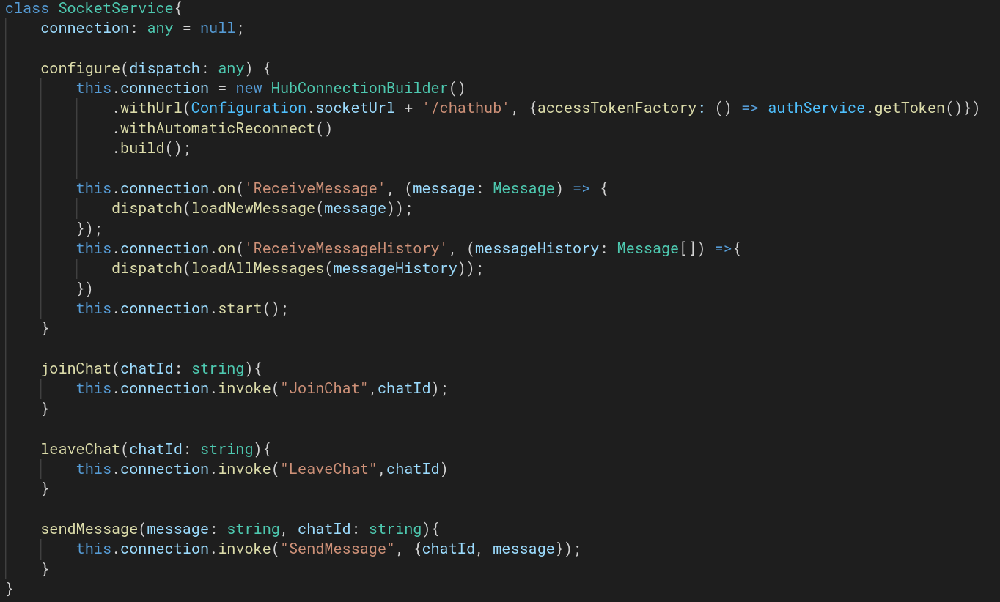 class SocketService{
    connection: any = null;

    configure(dispatch: any) {
        this.connection = new HubConnectionBuilder()
            .withUrl(Configuration.socketUrl + '/chathub', {accessTokenFactory: () => authService.getToken()})
            .withAutomaticReconnect()
            .build();

        this.connection.on('ReceiveMessage', (message: Message) => {
            dispatch(loadNewMessage(message));
        });
        this.connection.on('ReceiveMessageHistory', (messageHistory: Message[]) =>{
            dispatch(loadAllMessages(messageHistory));
        })
        this.connection.start();
    }

    joinChat(chatId: string){
        this.connection.invoke("JoinChat",chatId);
    }

    leaveChat(chatId: string){
        this.connection.invoke("LeaveChat",chatId)
    }

    sendMessage(message: string, chatId: string){
        this.connection.invoke("SendMessage", {chatId, message});
    }
}